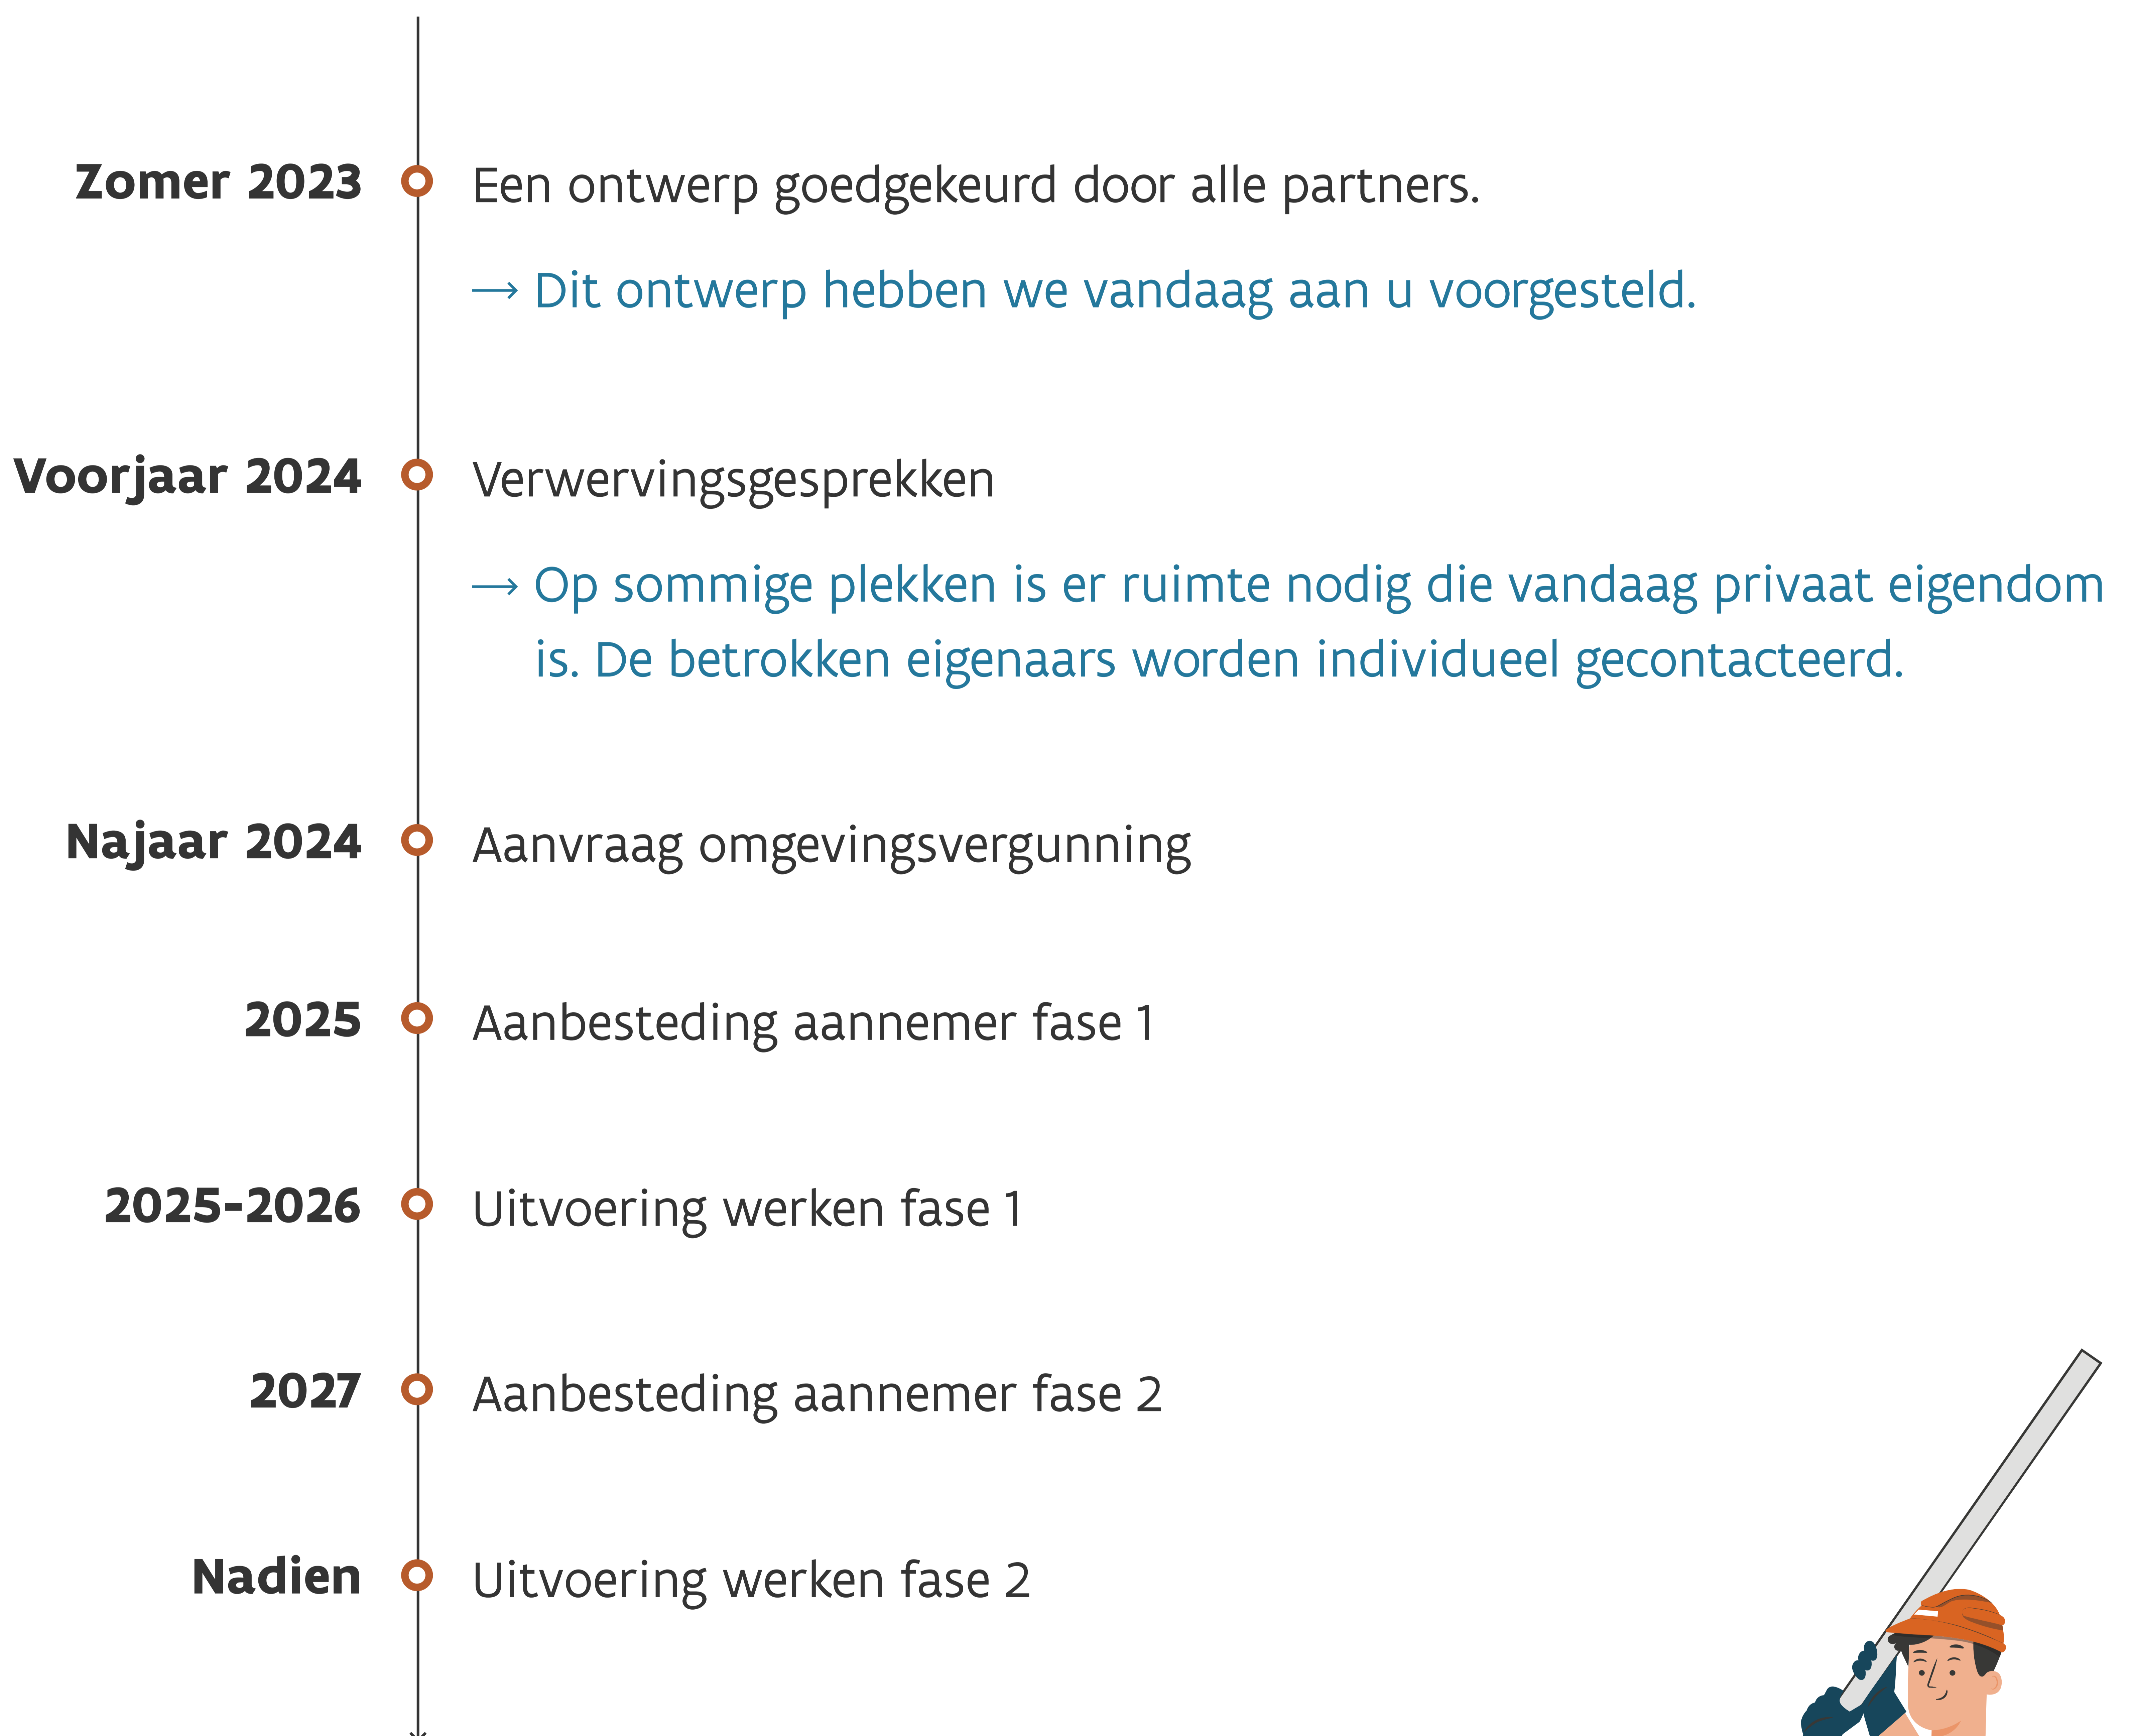 Zomer 2023
Een ontwerp goedgekeurd door alle partners.
→ Dit ontwerp hebben we vandaag aan u voorgesteld.
Voorjaar 2024
Verwervingsgesprekken
→ Op sommige plekken is er ruimte nodig die vandaag privaat eigendom
is. De betrokken eigenaars worden individueel gecontacteerd.
Najaar 2024
Aanvraag omgevingsvergunning
2025
Aanbesteding aannemer fase 1
2025-2026
Uitvoering werken fase 1
2027
Aanbesteding aannemer fase 2
Nadien
Uitvoering werken fase 2